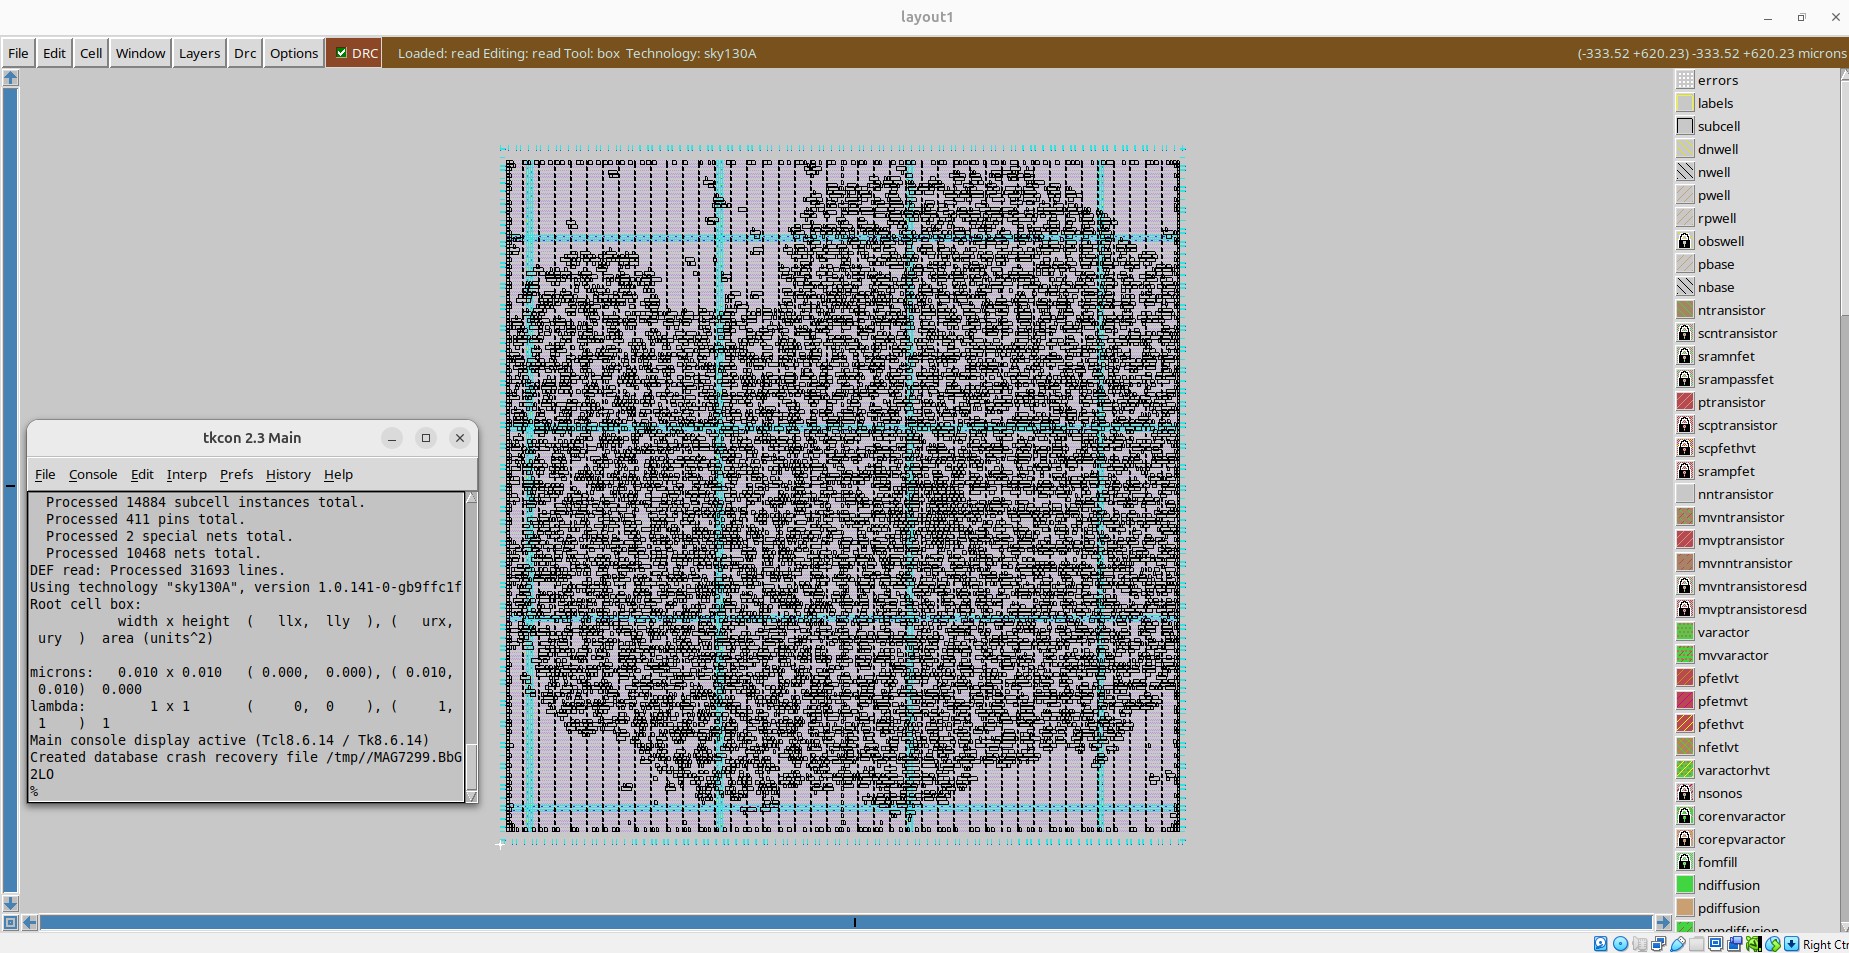 layout1
File Edit Cell Window Layers Drc Options DRC Loaded: read Editing: read Tool: box Technology: sky130A (-333.52 +620.23) -333.52 +620.23 microns
errors
labels
subcell
dnwell
nwell
pwell
rpwell
obswell
pbase
nbase
ntransistor
scntransistor
sramnfet
srampassfet
ptransistor
scptransistor
scpfethvt
srampfet
nntransistor
mvntransistor
mvptransistor
mvnntransistor
mvntransistoresd
mvptransistoresd
varactor
mvvaractor
pfetlvt
pfetmvt
pfethvt
nfetlvt
varactorhvt
nsonos
corenvaractor
corepvaractor
fomfill
ndiffusion
pdiffusion
mvndiffusion
tkcon 2.3 Main
File Console Edit Interp Prefs History Help
Processed 14884 subcell instances total.
Processed 411 pins total.
Processed 2 special nets total.
Processed 10468 nets total.
DEF read: Processed 31693 lines.
Using technology "sky130A", version 1.0.141-0-gb9ffc1f
Root cell box:
width x height ( llx, lly ), ( urx,
ury ) area (units^2)
microns: 0.010 x 0.010 ( 0.000, 0.000), ( 0.010,
0.010) 0.000
lambda: 1 x 1 ( 0, 0 ), ( 1,
1 ) 1
Main console display active (Tcl8.6.14 / Tk8.6.14)
Created database crash recovery file /tmp//MAG7299.BbG
2LO
%
Right Ctr